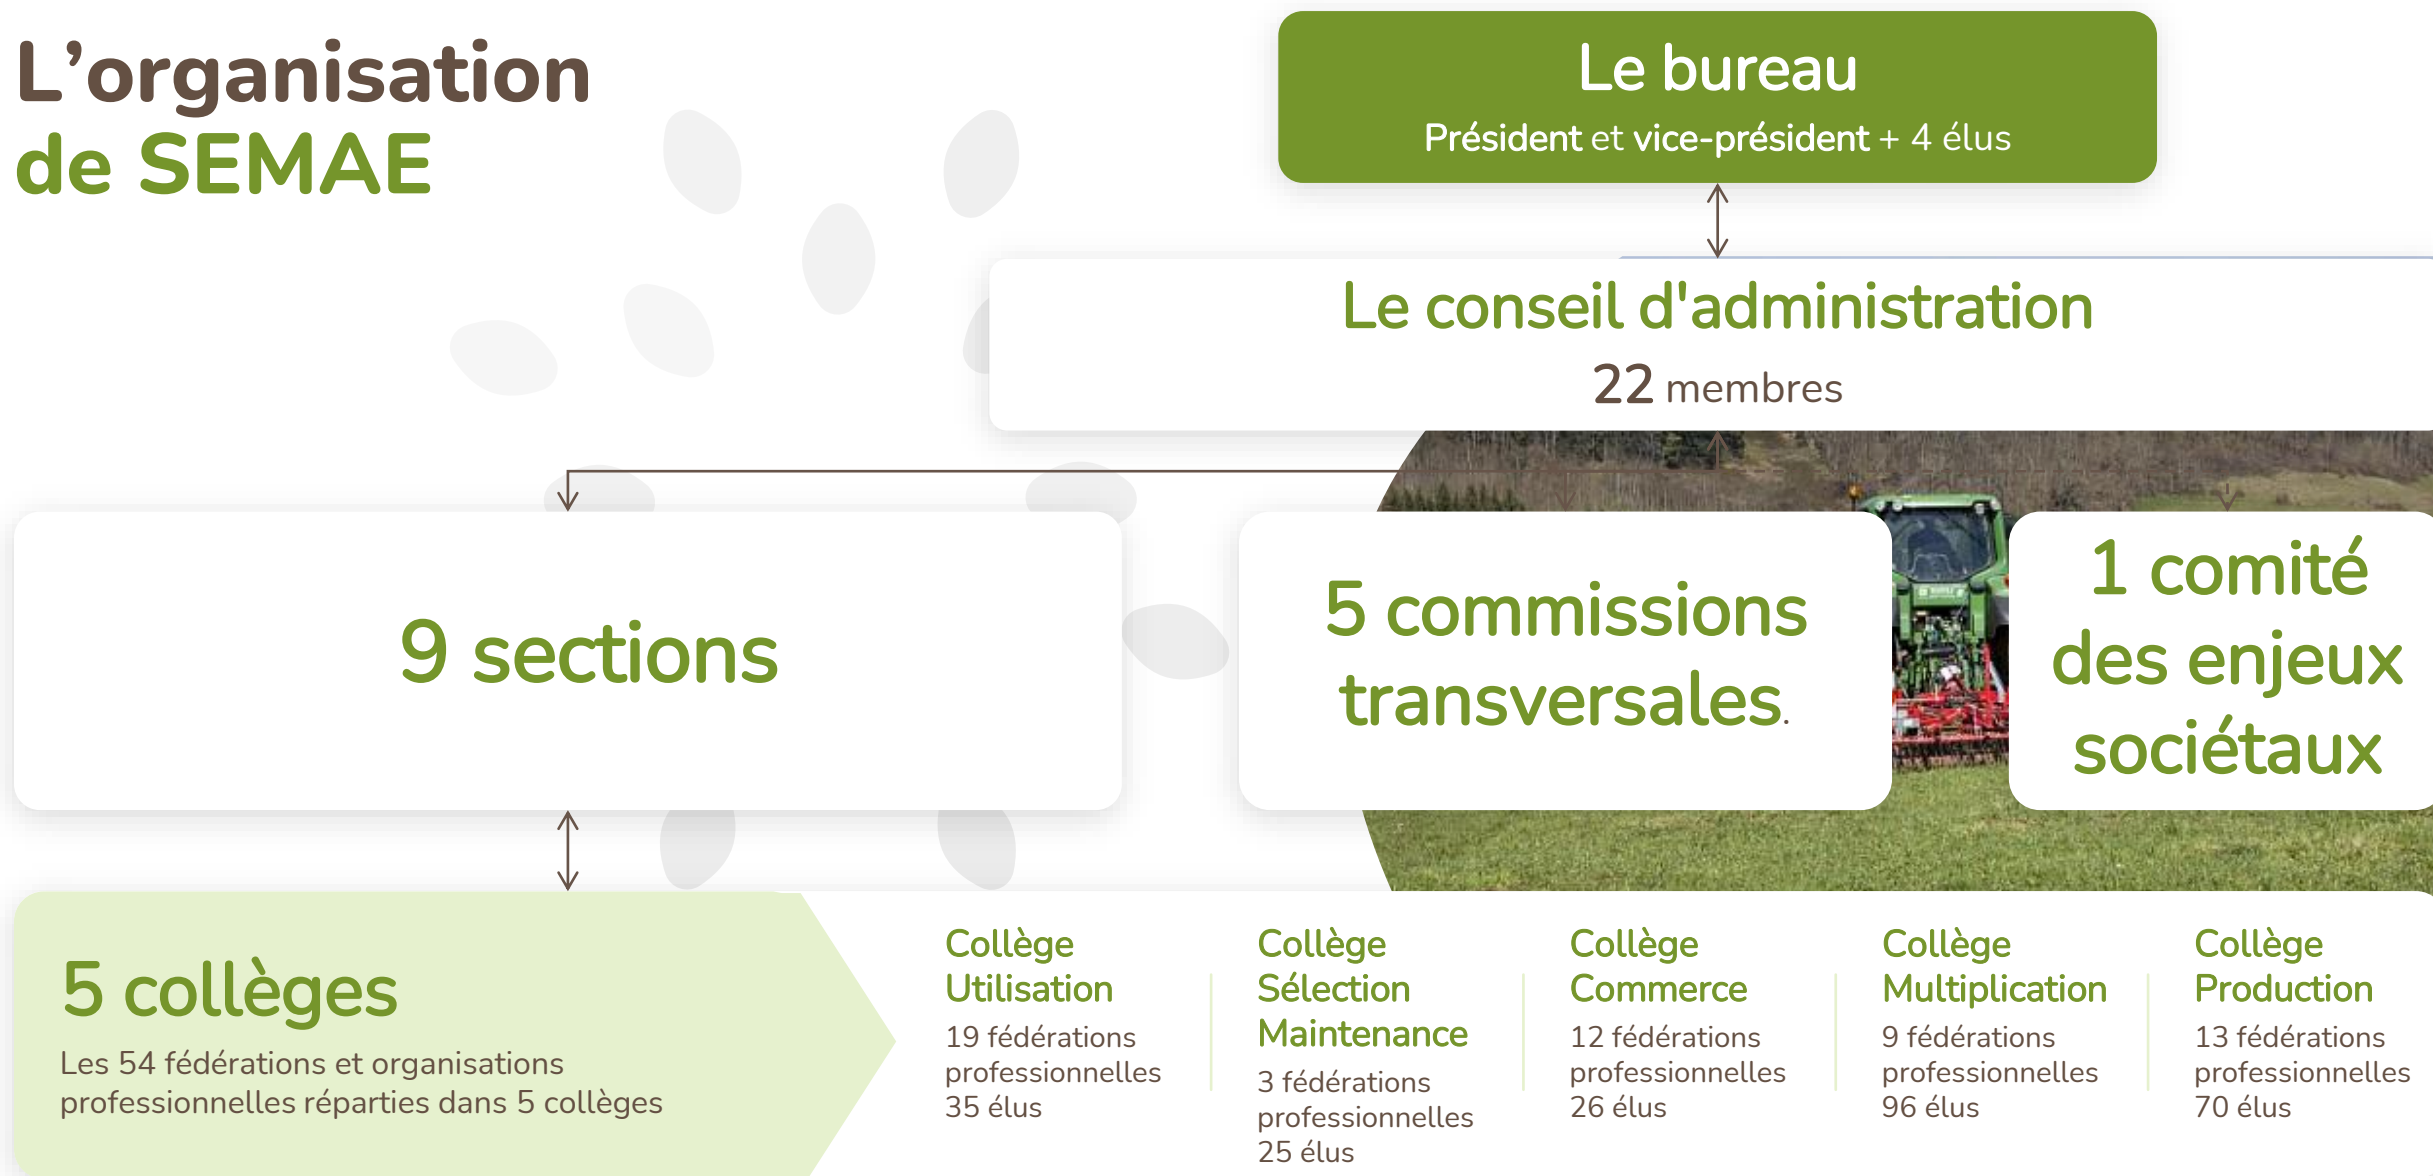 L’organisation
de SEMAE
Le bureau
Président et vice-président + 4 élus
Le conseil d'administration
22 membres
9 sections
5 commissions
transversales.
1 comité
des enjeux
sociétaux
5 collèges
Les 54 fédérations et organisations
professionnelles réparties dans 5 collèges
Collège
Utilisation
19 fédérations
professionnelles
35 élus
Collège
Sélection
Maintenance
3 fédérations
professionnelles
25 élus
Collège
Commerce
12 fédérations
professionnelles
26 élus
Collège
Multiplication
9 fédérations
professionnelles
96 élus
Collège
Production
13 fédérations
professionnelles
70 élus